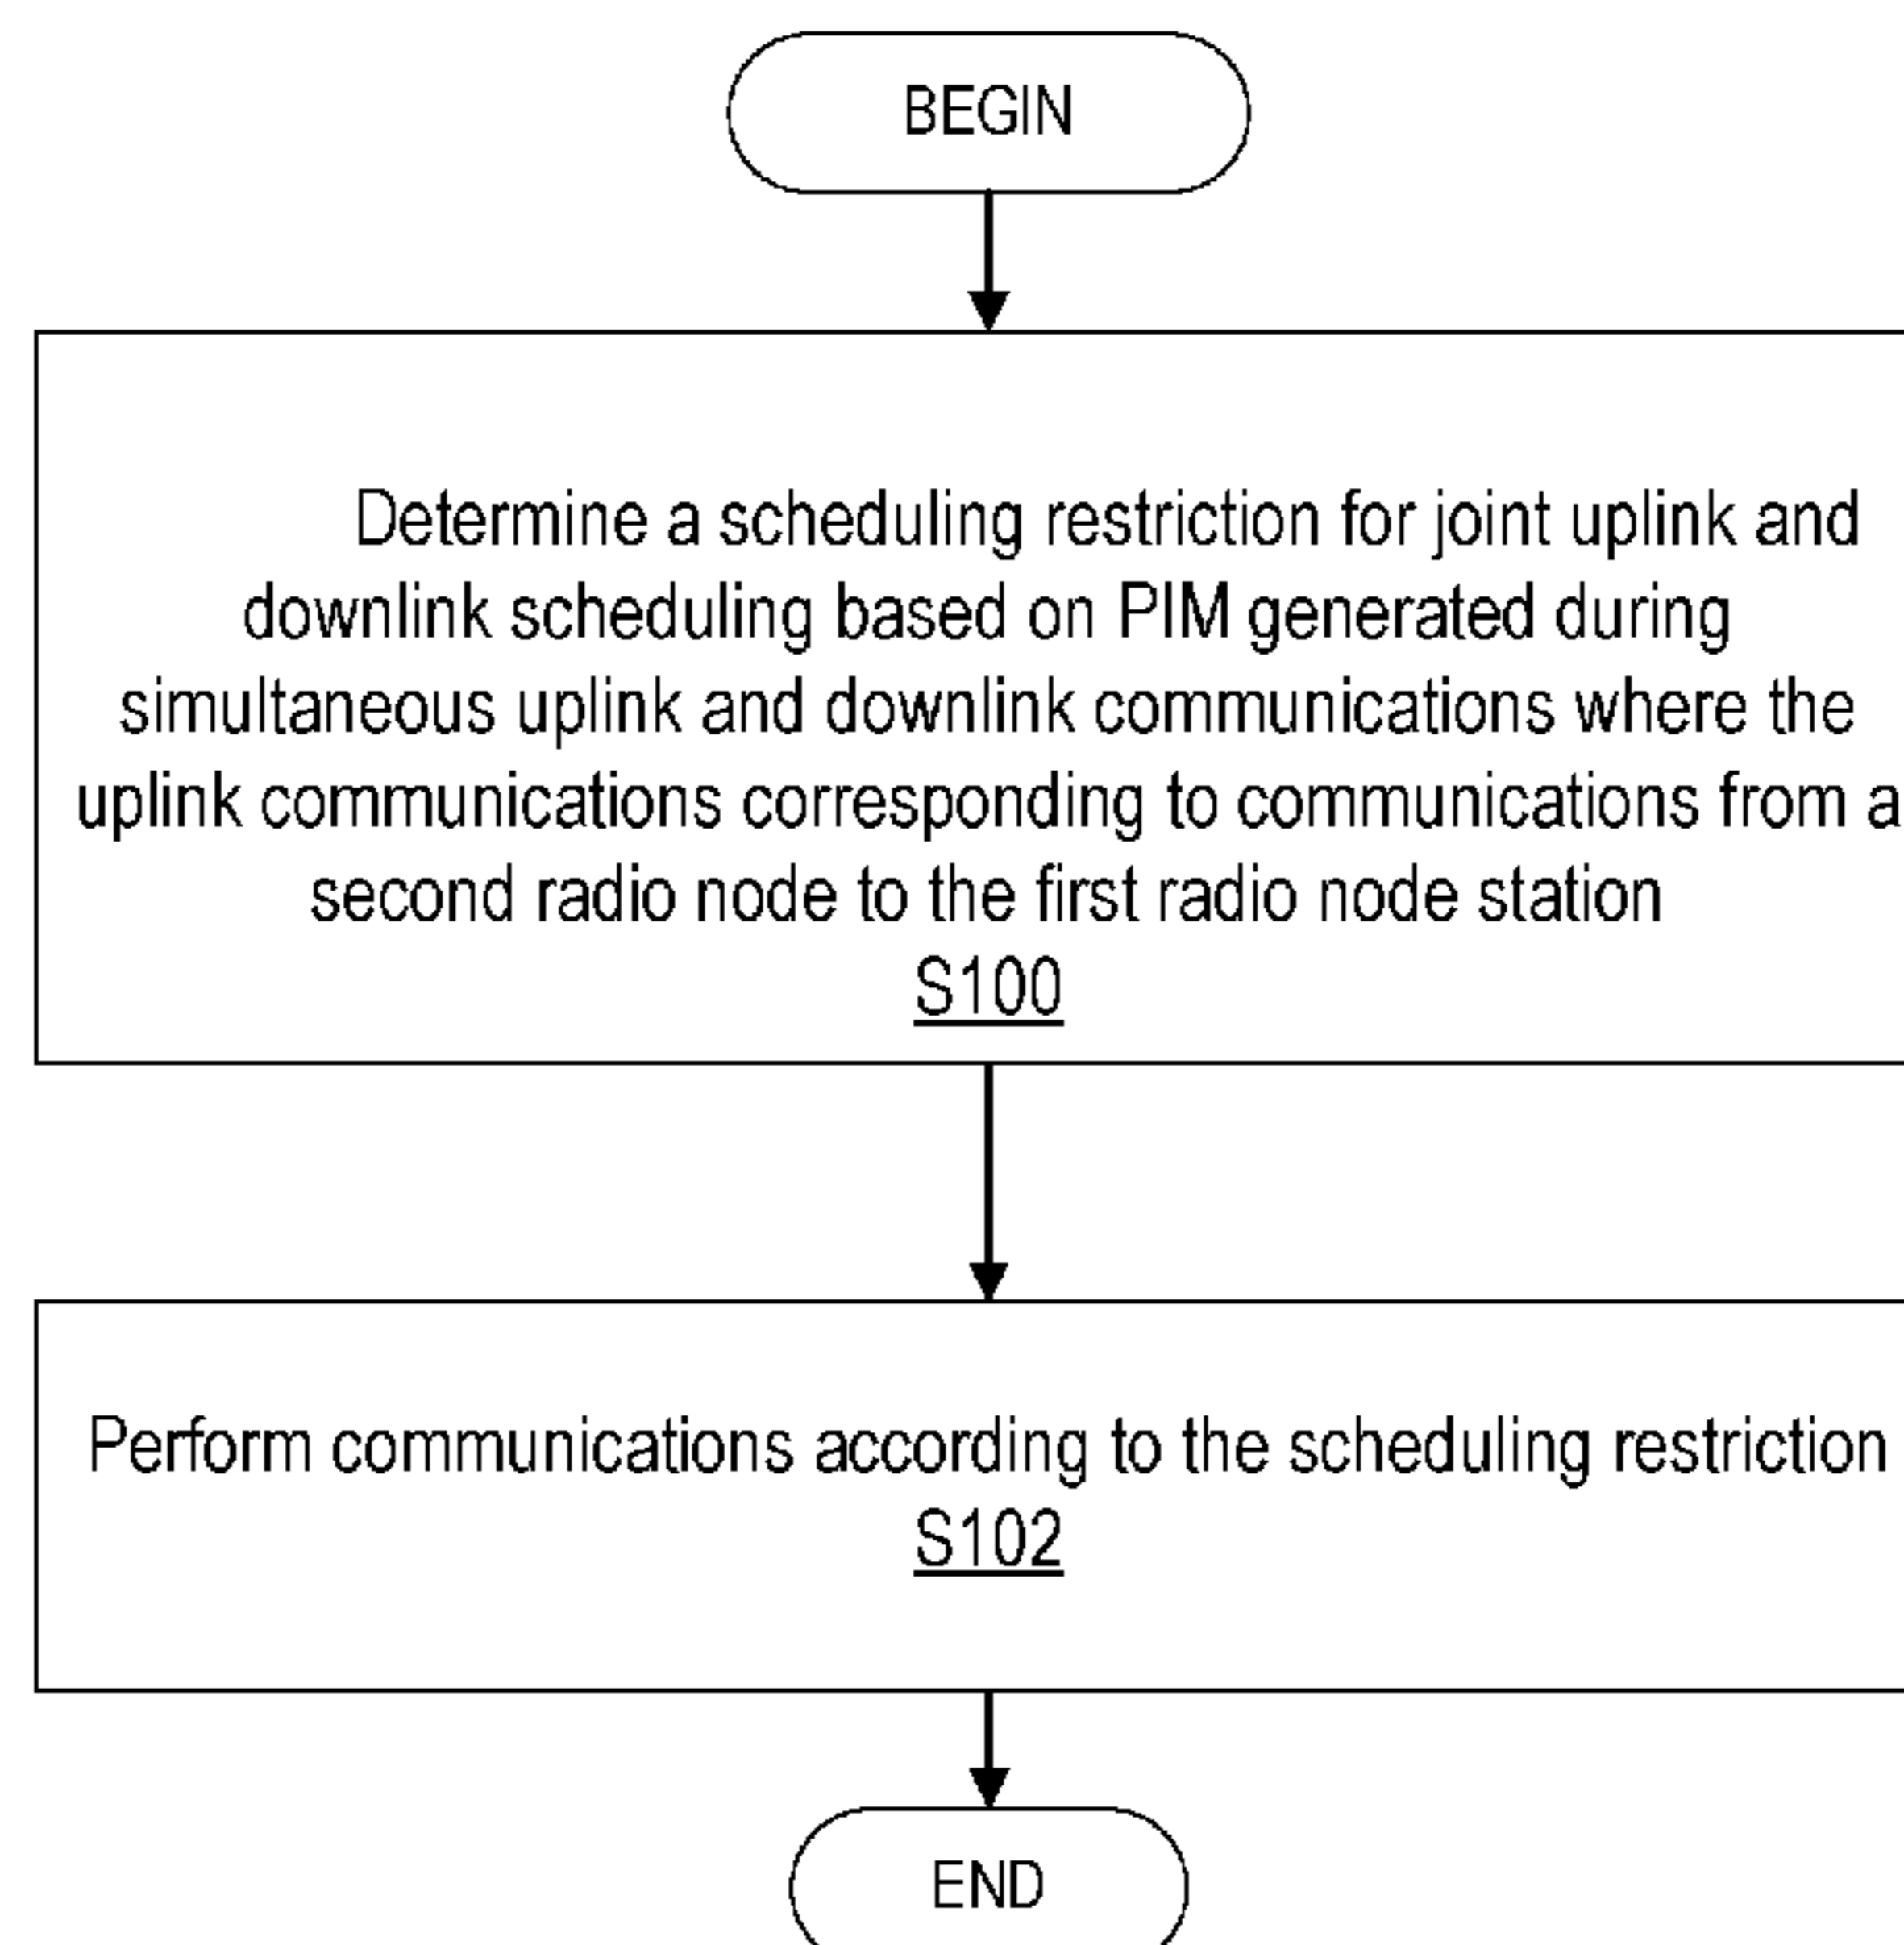 BEGIN
Determine a scheduling restriction for joint uplink and
downlink scheduling based on PIM generated during
simultaneous uplink and downlink communications where the
uplink communications corresponding to communications from a
second radio node to the first radio node station
S100
Perform communications according to the scheduling restriction
S102
END